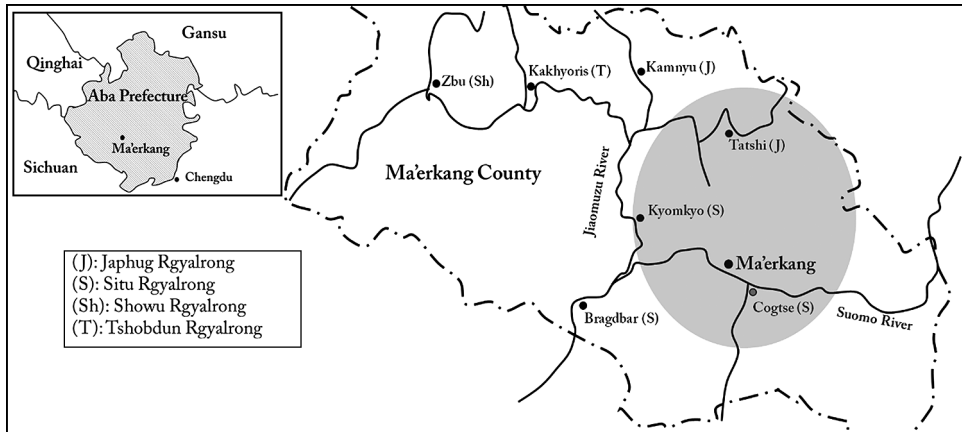 Gansu
Qinghai
Aba Prefecture
Ma'erkang
Sichuan
Chengdu
Zbu (Sh)
Kakhyoris (T)
Kamnyu (J)
Tatshi (J)
Ma'erkang County
Jiaomuzu River
Kyomkyo (S)
Ma'erkang
Cogtse (S)
Bragdbar (S)
Suomo River
(J): Japhug Rgyalrong
(S): Situ Rgyalrong
(Sh): Showu Rgyalrong
(T): Tshobdun Rgyalrong